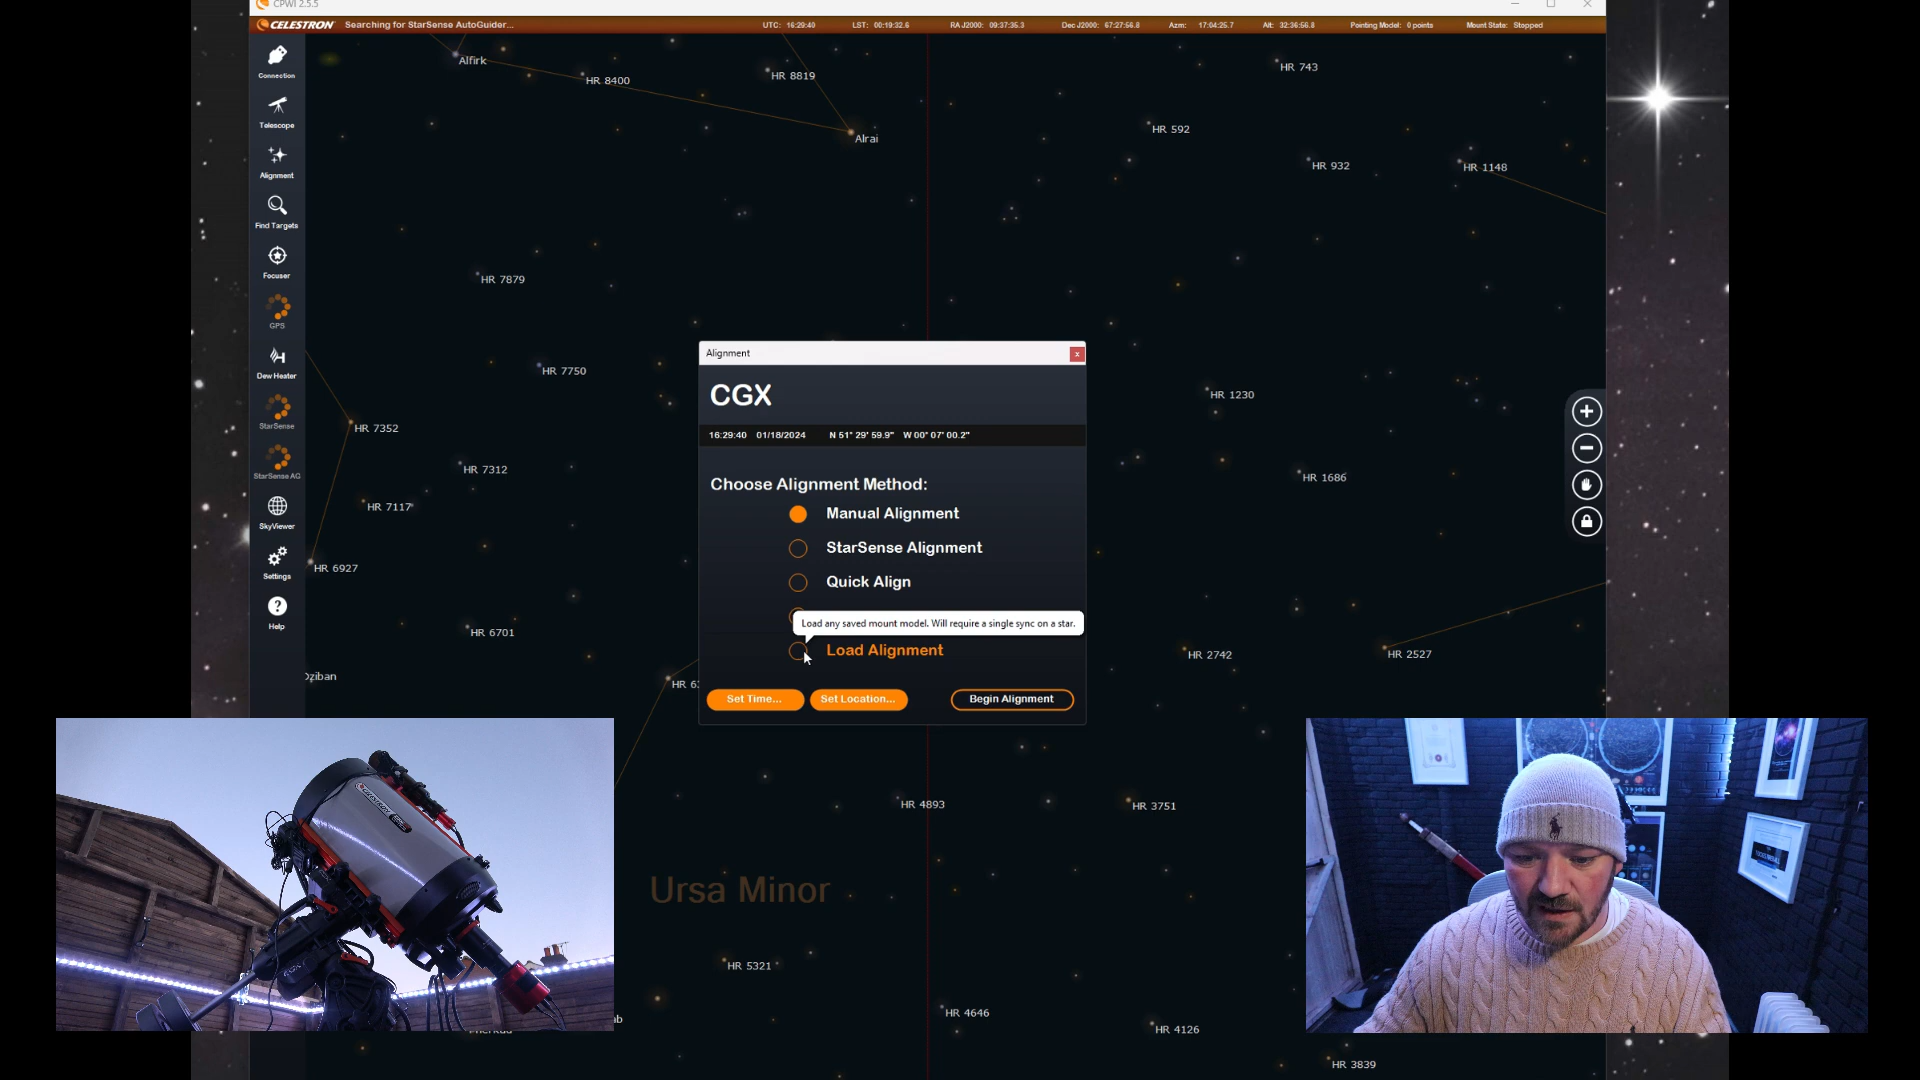 CPWI 2.5.5
CELESTRON Searching for StarSense AutoGuider... UTC: 16:29:40 LST: 00:19:32.6 RA J2000: 09:37:35.3 Dec J2000: 67:27:56.8 Azm: 17:04:25.7 Alt: 32:36:56.8 Pointing Model: 0 points Mount State: Stopped
Connection
Telescope
Alignment
Find Targets
Focuser
GPS
Dew Heater
StarSense
StarSense AG
SkyViewer
Settings
Help
Alfirk
HR 8400
HR 8819
HR 743
Alrai
HR 592
HR 932
HR 1148
HR 7879
HR 7750
HR 1230
HR 7352
HR 7312
HR 1686
HR 7117
HR 6927
HR 6701
HR 2742
HR 2527
HR 4893
HR 3751
Ursa Minor
HR 5321
HR 4646
HR 4126
HR 3839
Alignment
CGX
16:29:40 01/18/2024 N 51° 29' 59.9" W 00° 07' 00.2"
Choose Alignment Method:
Manual Alignment
StarSense Alignment
Quick Align
Load any saved mount model. Will require a single sync on a star.
Load Alignment
Set Time... Set Location... Begin Alignment
CELESTRON